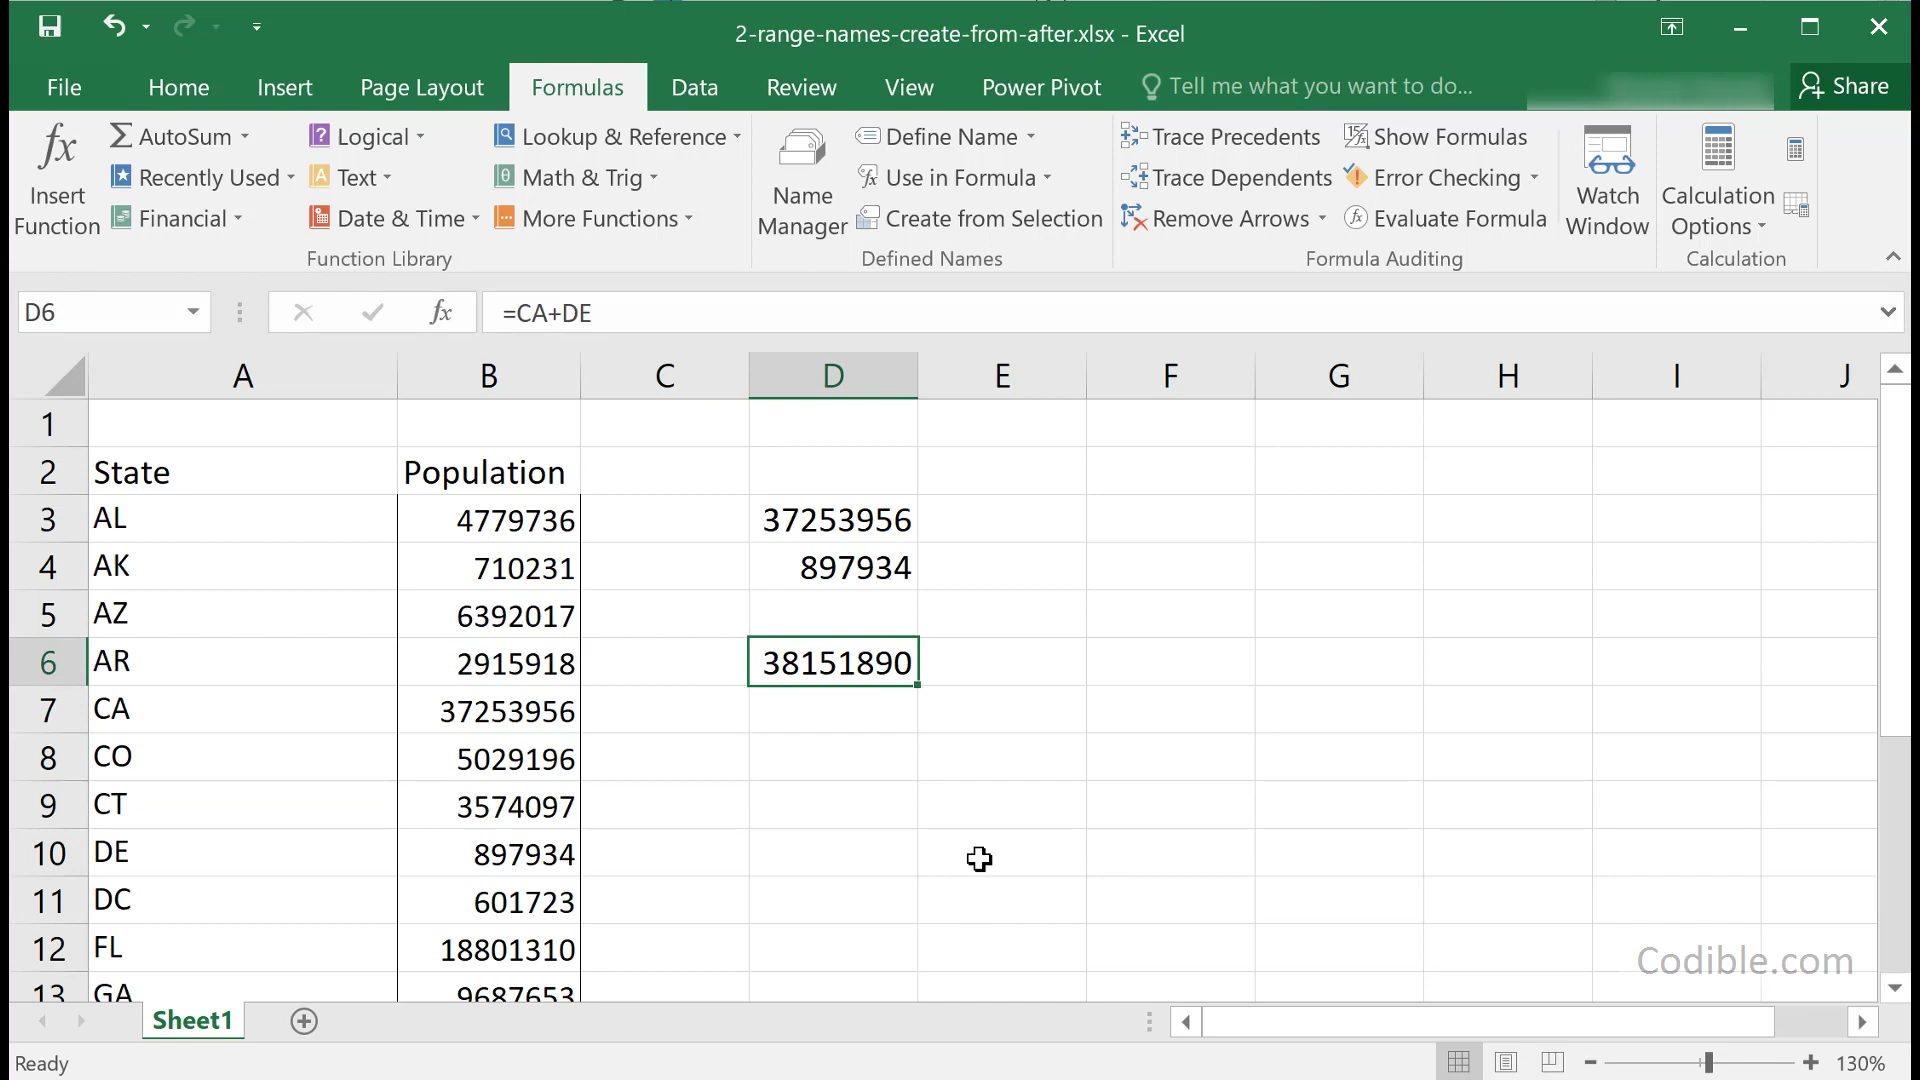 2-range-names-create-from-after.xlsx - Excel
File Home Insert Page Layout Formulas Data Review View Power Pivot Tell me what you want to do... Share
fx AutoSum Logical Lookup & Reference Define Name Trace Precedents Show Formulas
Recently Used Text Math & Trig Use in Formula Trace Dependents Error Checking
Insert Function Financial Date & Time More Functions Name Manager Create from Selection Remove Arrows Evaluate Formula Watch Window Calculation Options
Function Library Defined Names Formula Auditing Calculation
D6 fx =CA+DE
A B C D E F G H I J
1
2 State Population
3 AL 4779736 37253956
4 AK 710231 897934
5 AZ 6392017
6 AR 2915918 38151890
7 CA 37253956
8 CO 5029196
9 CT 3574097
10 DE 897934
11 DC 601723
12 FL 18801310
13 GA 9687653
Codible.com
Sheet1
Ready 130%